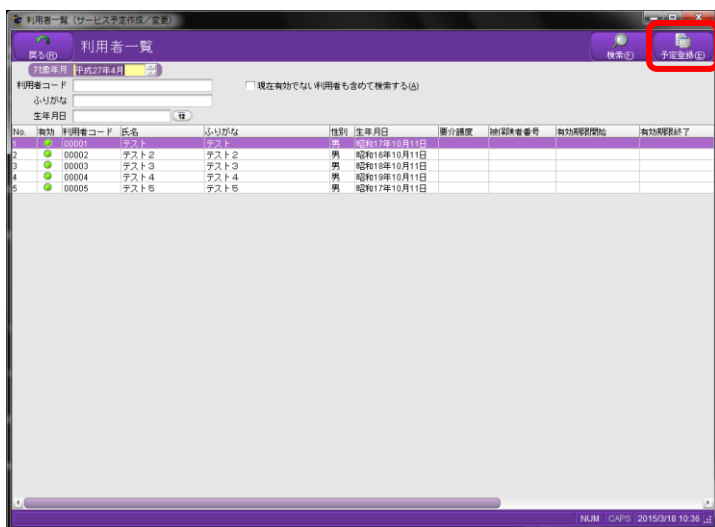 利用者一覧 (サービス予定作成／変更)
戻る(R) 利用者一覧 検索(F) 予定登録(E)
対象年月 平成27年4月
利用者コード 現在有効でない利用者も含めて検索する(A)
ふりがな
生年月日 12
No. 有効 利用者コード 氏名 ふりがな 性別 生年月日 要介護度 被保険者番号 有効期限開始 有効期限終了
1 00001 テスト テスト 男 昭和17年10月11日
2 00002 テスト2 テスト2 男 昭和16年10月11日
3 00003 テスト3 テスト3 男 昭和18年10月11日
4 00004 テスト4 テスト4 男 昭和19年10月11日
5 00005 テスト5 テスト5 男 昭和17年10月11日
NUM CAPS 2015/3/18 10:36